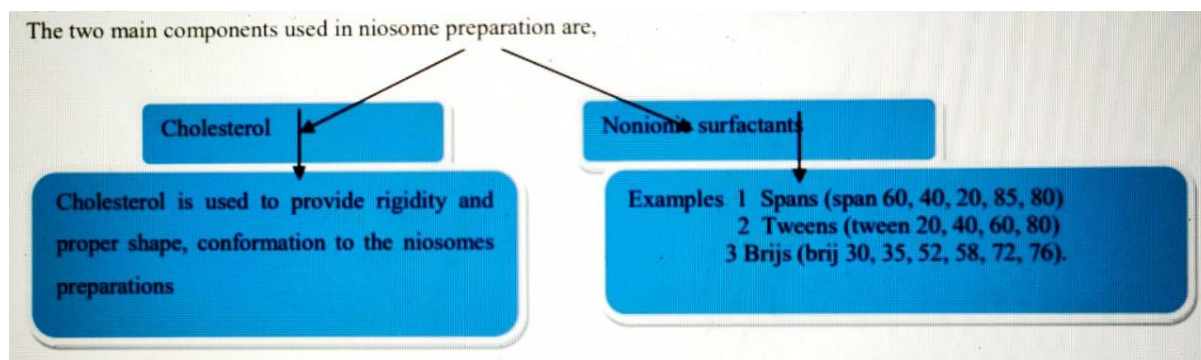 The two main components used in niosome preparation are,
Cholesterol
Nonionic surfactants
Cholesterol is used to provide rigidity and
proper shape, conformation to the niosomes
preparations
Examples 1 Spans (span 60, 40, 20, 85, 80)
2 Tweens (tween 20, 40, 60, 80)
3 Brijs (brij 30, 35, 52, 58, 72, 76).